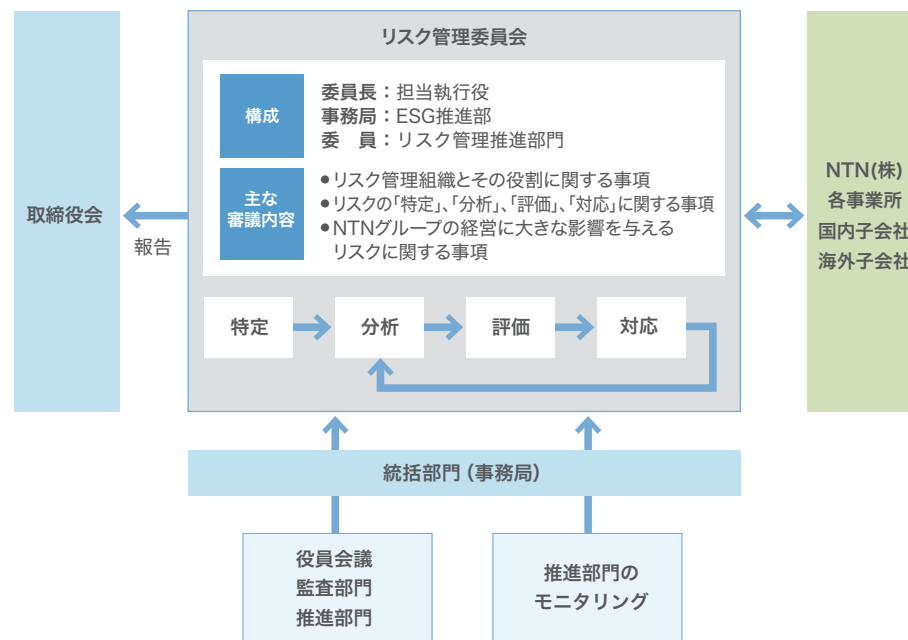 リスク管理委員会
構成
委員長：担当執行役
事務局：ESG推進部
委　員：リスク管理推進部門
主な
審議内容
●リスク管理組織とその役割に関する事項
●リスクの「特定」、「分析」、「評価」、「対応」に関する事項
●NTNグループの経営に大きな影響を与える
リスクに関する事項
取締役会
報告
NTN(株)
各事業所
国内子会社
海外子会社
特定
分析
評価
対応
統括部門（事務局）
役員会議
監査部門
推進部門
推進部門の
モニタリング